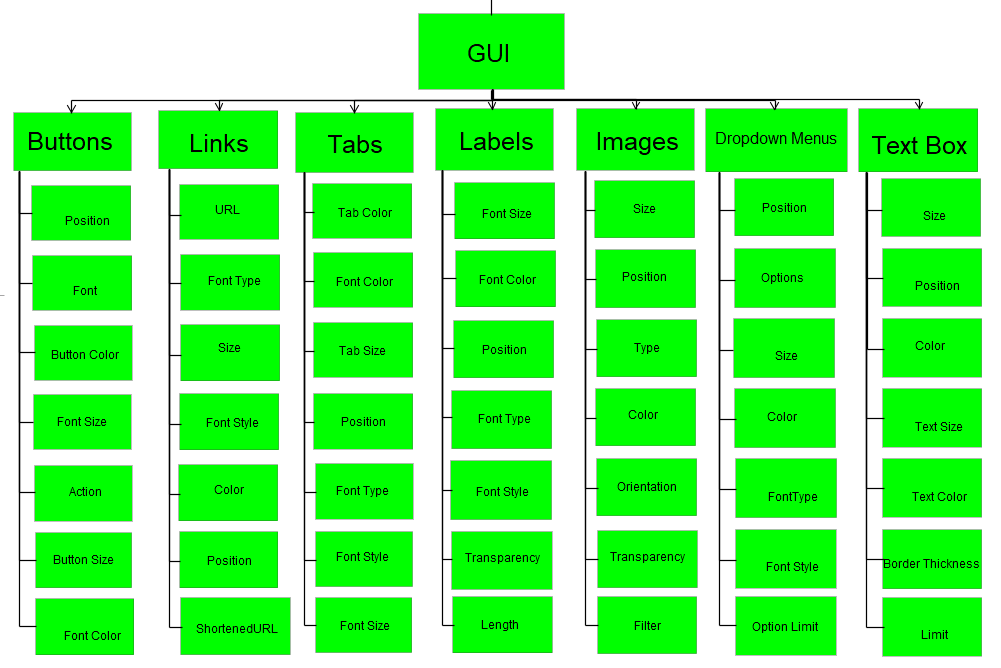 GUI
Buttons
Links
Tabs
Labels
Images
Dropdown Menus
Text Box
Position
Font
Button Color
Font Size
Action
Button Size
Font Color
URL
Font Type
Size
Font Style
Color
Position
ShortenedURL
Tab Color
Font Color
Tab Size
Position
Font Type
Font Style
Font Size
Font Size
Font Color
Position
Font Type
Font Style
Transparency
Length
Size
Position
Type
Color
Orientation
Transparency
Filter
Position
Options
Size
Color
FontType
Font Style
Option Limit
Size
Position
Color
Text Size
Text Color
Border Thickness
Limit